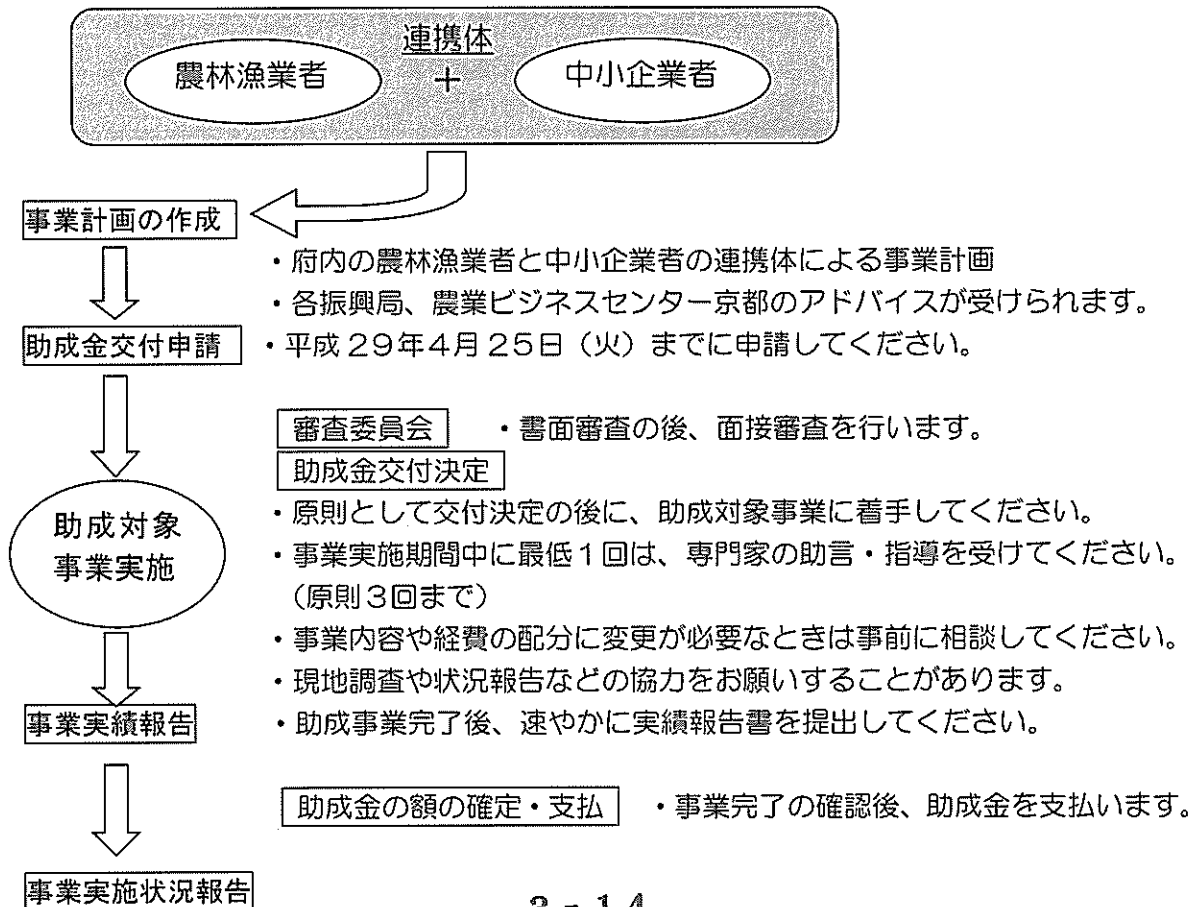 連携体
農林漁業者 + 中小企業者
事業計画の作成
・府内の農林漁業者と中小企業者の連携体による事業計画
・各振興局、農業ビジネスセンター京都のアドバイスが受けられます。
助成金交付申請
・平成29年4月25日（火）までに申請してください。
審査委員会 ・書面審査の後、面接審査を行います。
助成金交付決定
・原則として交付決定の後に、助成対象事業に着手してください。
助成対象
事業実施
・事業実施期間中に最低1回は、専門家の助言・指導を受けてください。
（原則3回まで）
・事業内容や経費の配分に変更が必要なときは事前に相談してください。
・現地調査や状況報告などの協力をお願いすることがあります。
事業実績報告
・助成事業完了後、速やかに実績報告書を提出してください。
助成金の額の確定・支払 ・事業完了の確認後、助成金を支払います。
事業実施状況報告